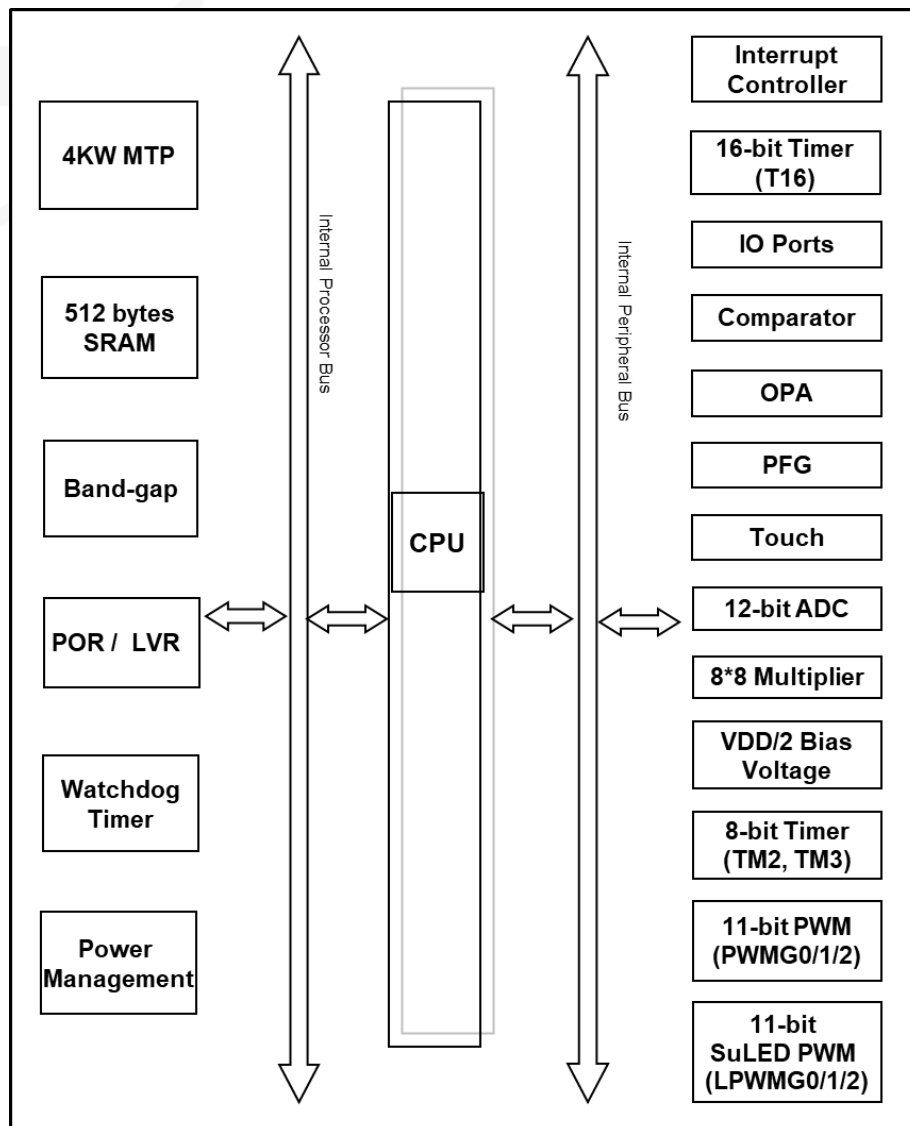 4KW MTP
512 bytes
SRAM
Band-gap
POR / LVR
Watchdog
Timer
Power
Management
Internal Processor Bus
CPU
Internal Peripheral Bus
Interrupt
Controller
16-bit Timer
(T16)
IO Ports
Comparator
OPA
PFG
Touch
12-bit ADC
8*8 Multiplier
VDD/2 Bias
Voltage
8-bit Timer
(TM2, TM3)
11-bit PWM
(PWMG0/1/2)
11-bit
SuLED PWM
(LPWMG0/1/2)